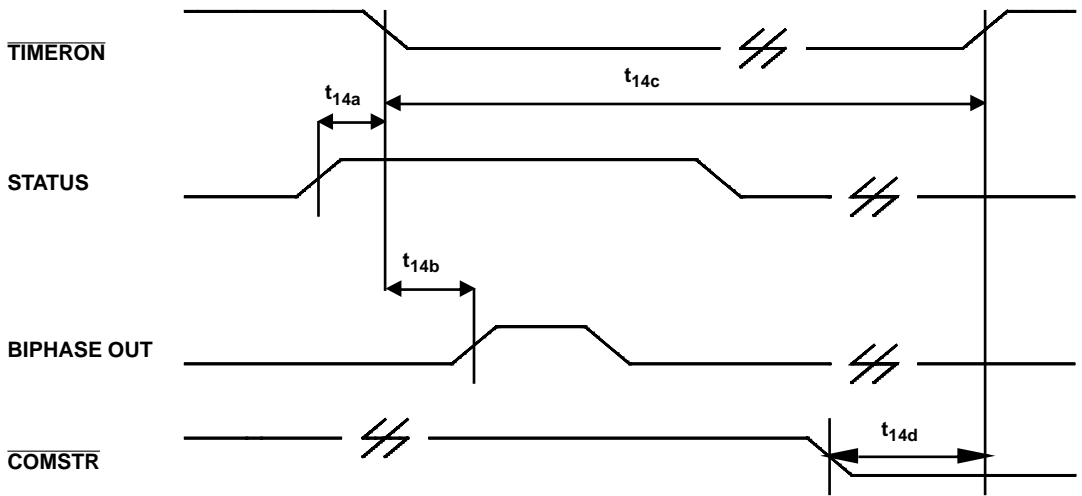 TIMERON
t14c
t14a
STATUS
t14b
BIPHASE OUT
t14d
COMSTR